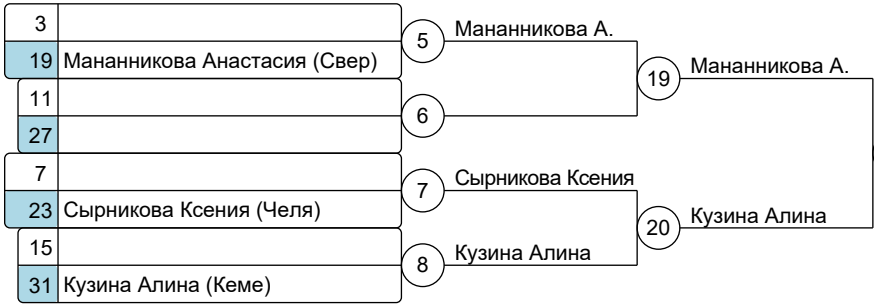 3
5
Мананникова А.
19 Мананникова Анастасия (Свер)
19
Мананникова А.
11
6
27
7
7
Сырникова Ксения
23 Сырникова Ксения (Челя)
20
Кузина Алина
15
8
Кузина Алина
31 Кузина Алина (Кеме)